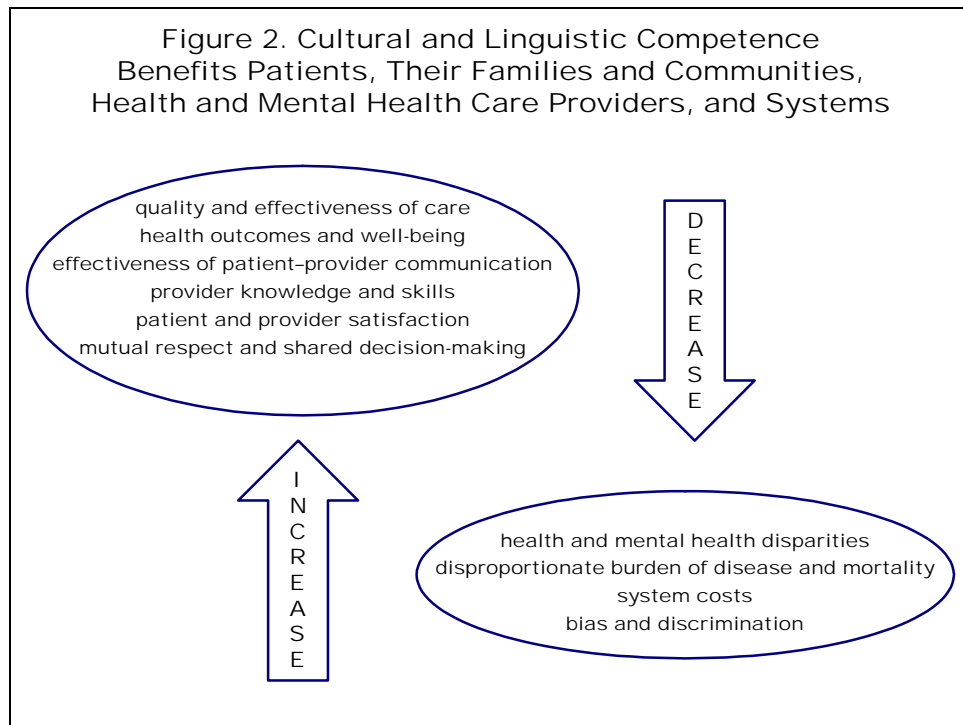 Figure 2. Cultural and Linguistic Competence
Benefits Patients, Their Families and Communities,
Health and Mental Health Care Providers, and Systems
quality and effectiveness of care
health outcomes and well-being
effectiveness of patient–provider communication
provider knowledge and skills
patient and provider satisfaction
mutual respect and shared decision-making
DECREASE
INCREASE
health and mental health disparities
disproportionate burden of disease and mortality
system costs
bias and discrimination